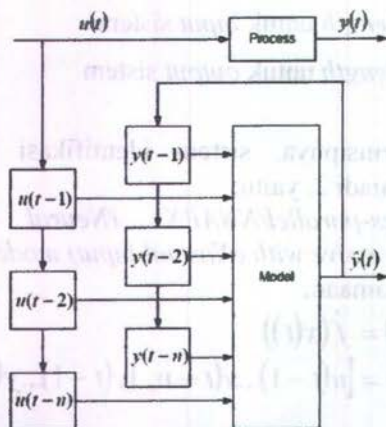 u(t)
y(t)
Process
y(t-1)
u(t-1)
y(t-2)
Model
ŷ(t)
u(t-2)
y(t-n)
u(t-n)